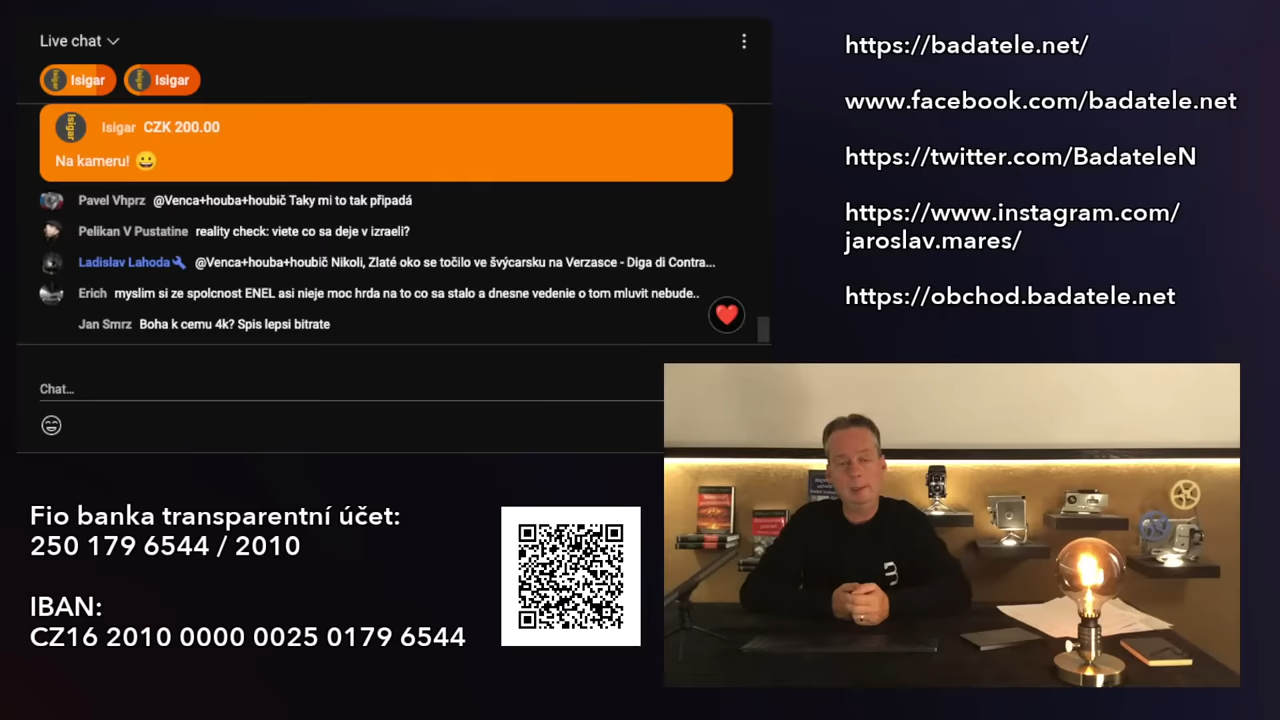 Live chat
Isigar Isigar
Isigar CZK 200.00
Na kameru! 😀
Pavel Vhprz @Venca+houba+houbič Taky mi to tak připadá
Pelikan V Pustatine reality check: viete co sa deje v izraeli?
Ladislav Lahoda @Venca+houba+houbič Nikoli, Zlaté oko se točilo ve švýcarsku na Verzasce - Diga di Contra...
Erich myslim si ze spolcnost ENEL asi nieje moc hrda na to co sa stalo a dnesne vedenie o tom mluvit nebude..
Jan Smrz Boha k cemu 4k? Spis lepsi bitrate
Chat...
https://badatele.net/
www.facebook.com/badatele.net
https://twitter.com/BadateleN
https://www.instagram.com/
jaroslav.mares/
https://obchod.badatele.net
Fio banka transparentní účet:
250 179 6544 / 2010
IBAN:
CZ16 2010 0000 0025 0179 6544